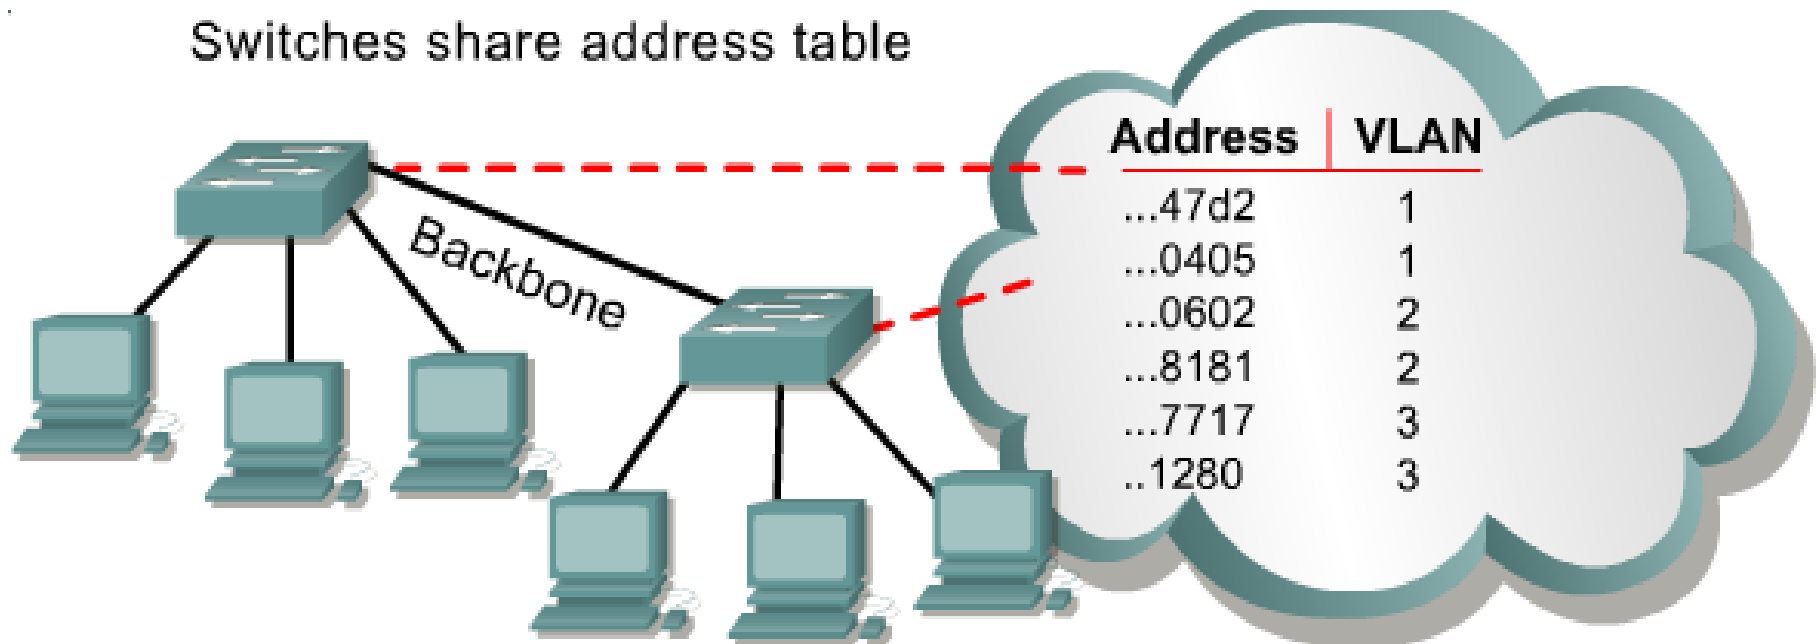 Switches share address table
Backbone
Address VLAN
...47d2 1
...0405 1
...0602 2
...8181 2
...7717 3
..1280 3